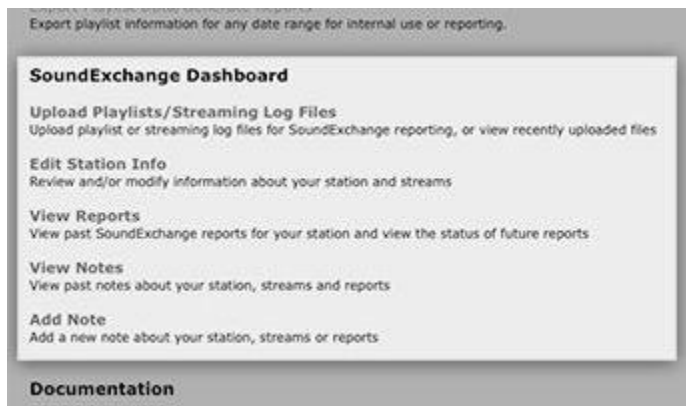 Export playlist information for any date range for internal use or reporting.
SoundExchange Dashboard
Upload Playlists/Streaming Log Files
Upload playlist or streaming log files for SoundExchange reporting, or view recently uploaded files
Edit Station Info
Review and/or modify information about your station and streams
View Reports
View past SoundExchange reports for your station and view the status of future reports
View Notes
View past notes about your station, streams and reports
Add Note
Add a new note about your station, streams or reports
Documentation